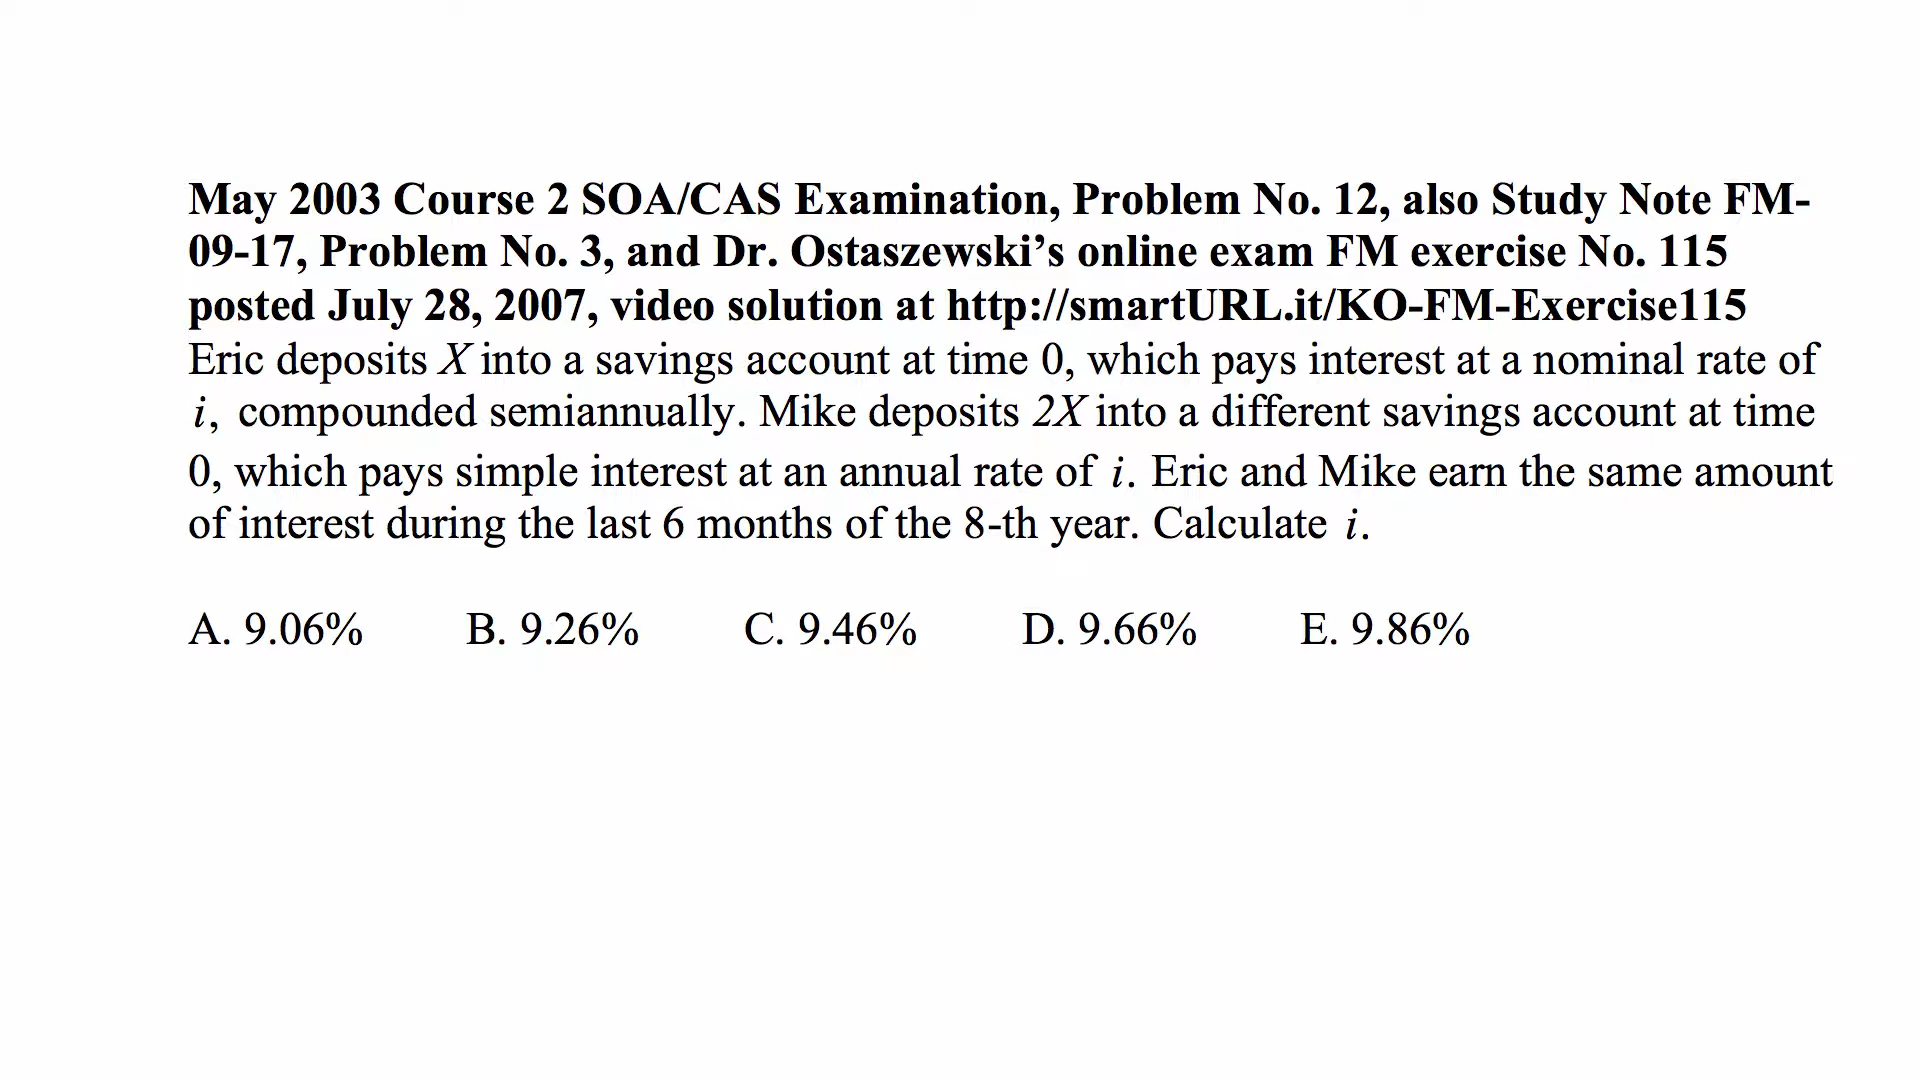 May 2003 Course 2 SOA/CAS Examination, Problem No. 12, also Study Note FM-
09-17, Problem No. 3, and Dr. Ostaszewski’s online exam FM exercise No. 115
posted July 28, 2007, video solution at http://smartURL.it/KO-FM-Exercise115
Eric deposits X into a savings account at time 0, which pays interest at a nominal rate of
i, compounded semiannually. Mike deposits 2X into a different savings account at time
0, which pays simple interest at an annual rate of i. Eric and Mike earn the same amount
of interest during the last 6 months of the 8-th year. Calculate i.
A. 9.06% B. 9.26% C. 9.46% D. 9.66% E. 9.86%